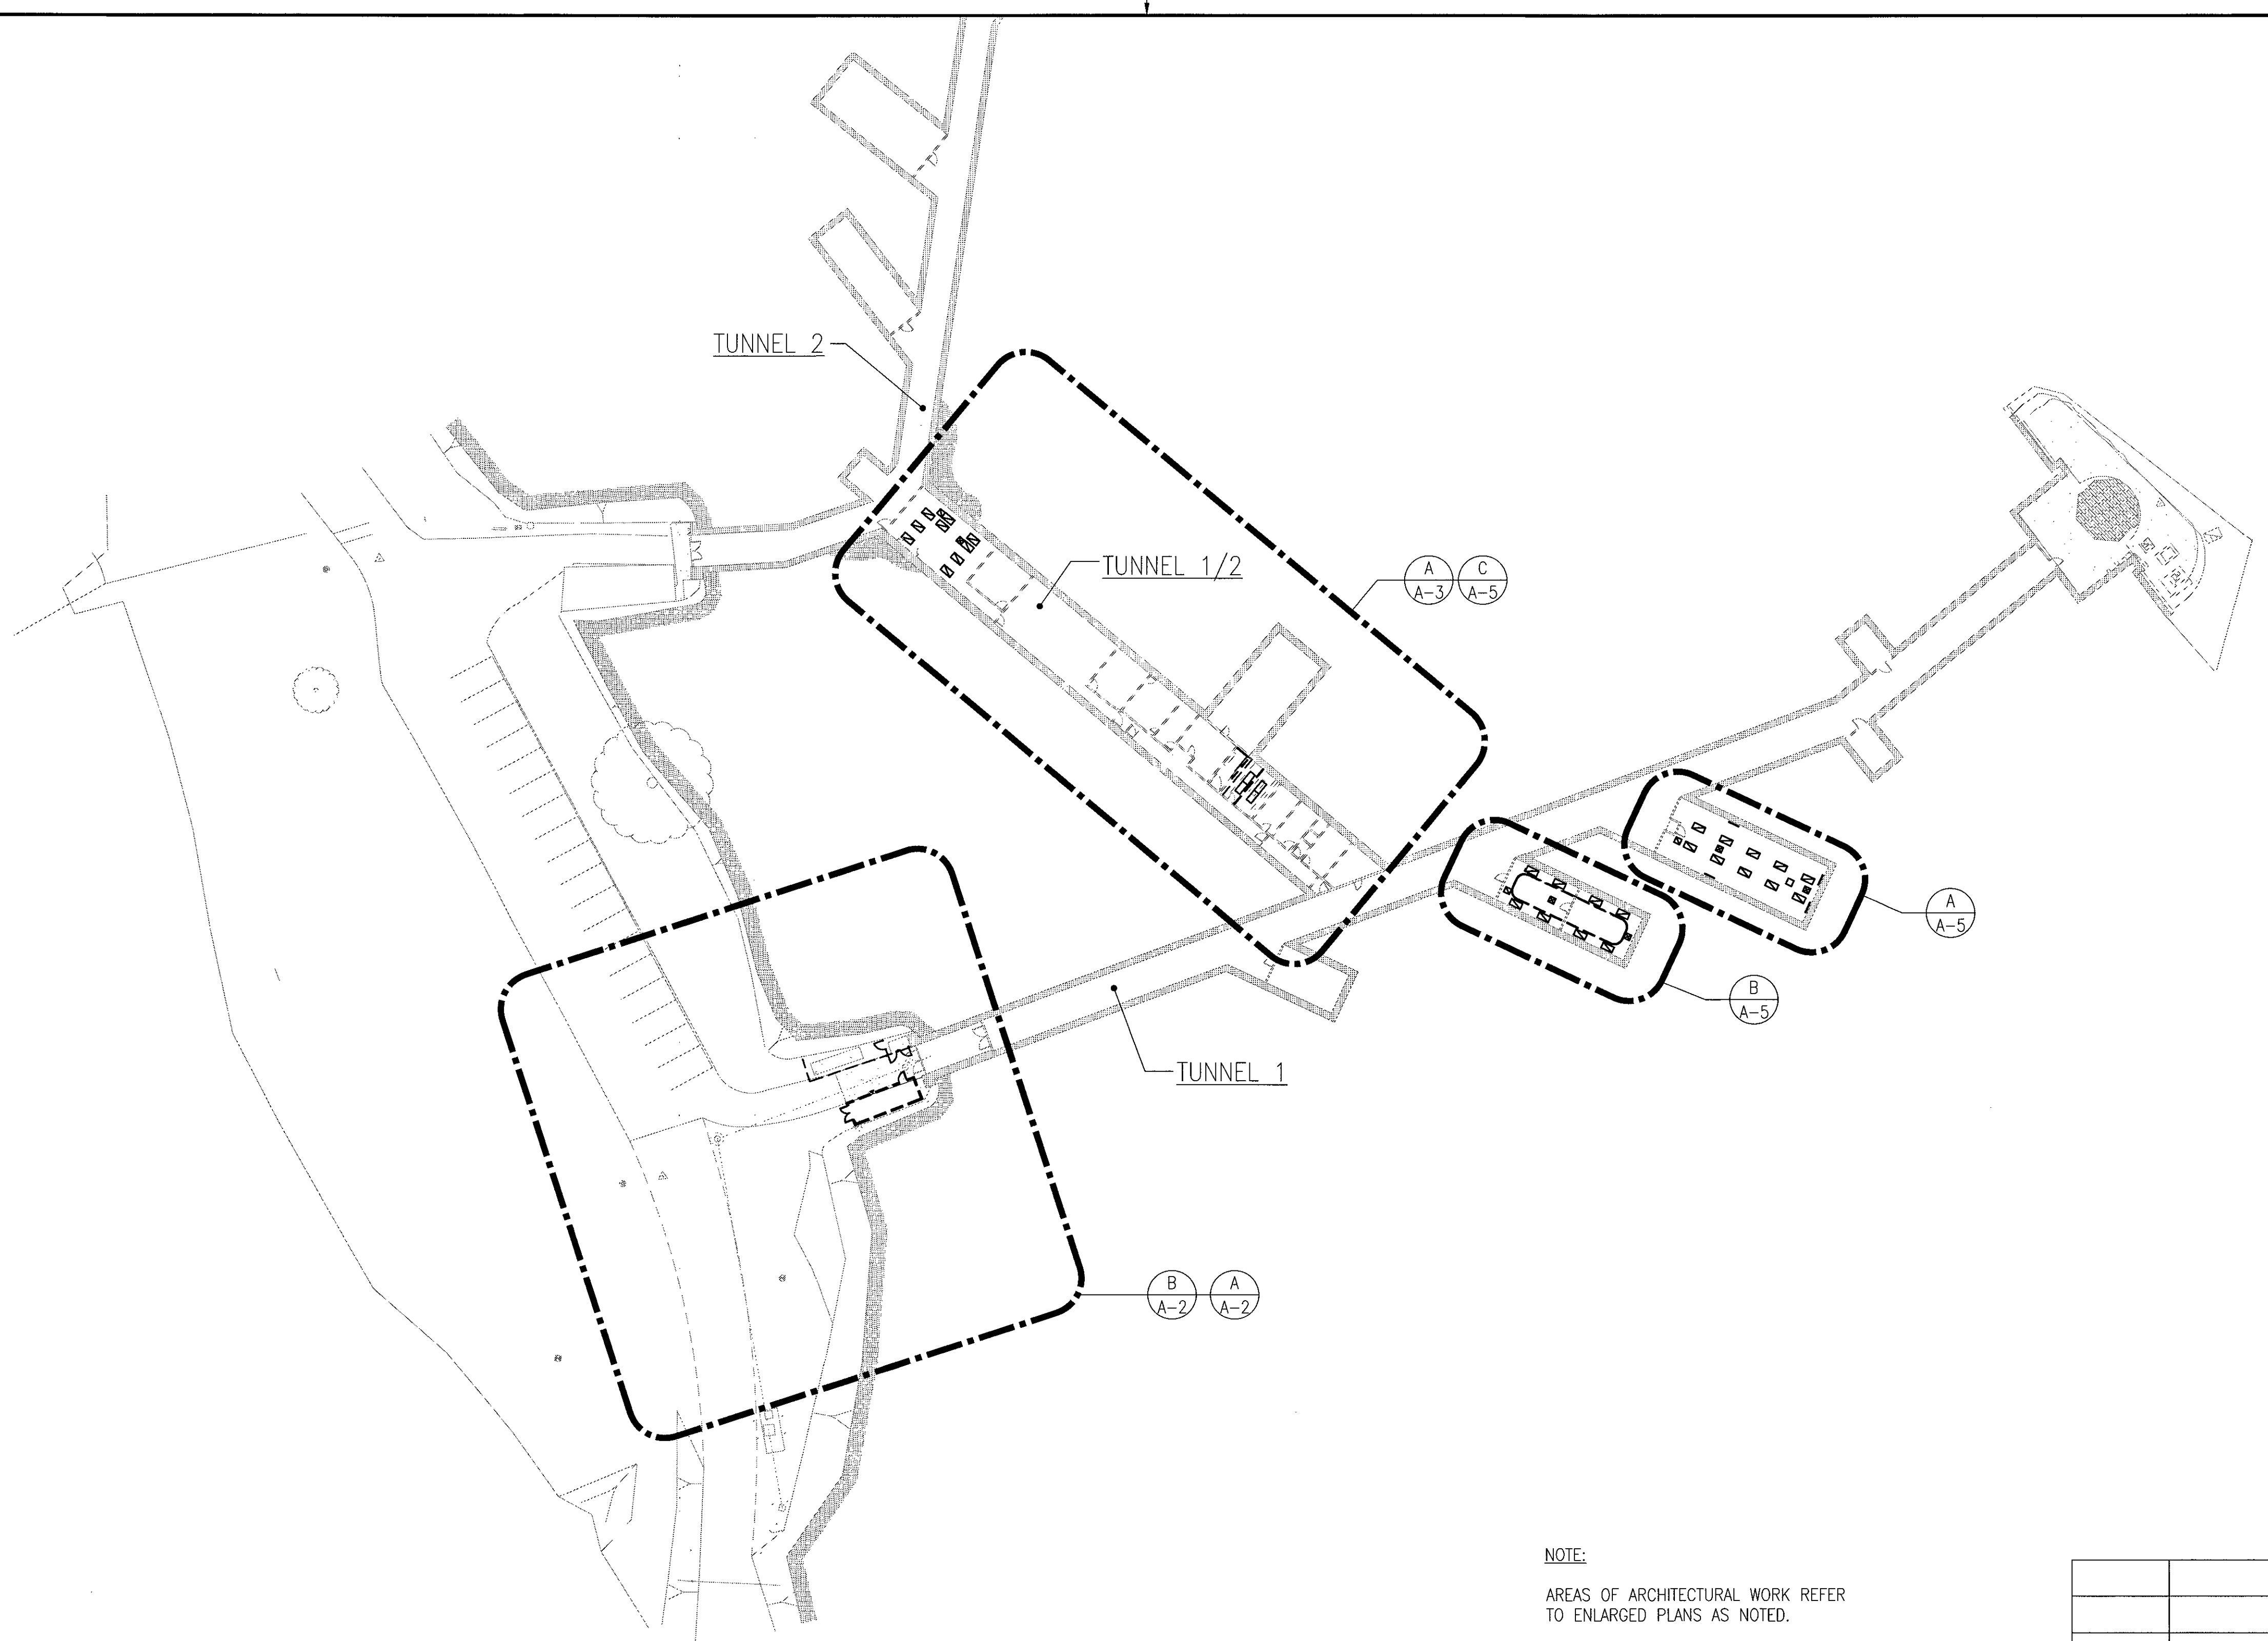 TUNNEL 2
TUNNEL 1/2
A
A-3
C
A-5
A
A-5
B
A-5
TUNNEL 1
B
A-2
A
A-2
NOTE:
AREAS OF ARCHITECTURAL WORK REFER
TO ENLARGED PLANS AS NOTED.